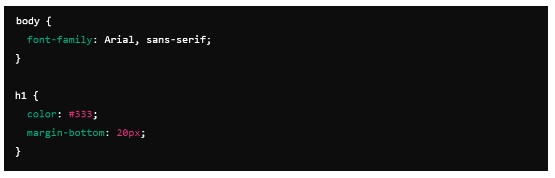 body {
  font-family: Arial, sans-serif;
}

h1 {
  color: #333;
  margin-bottom: 20px;
}